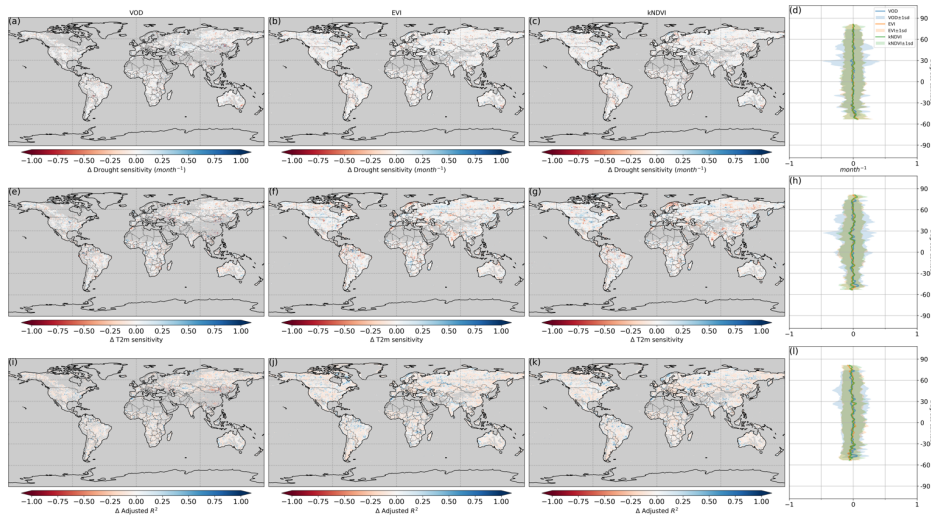 VOD EVI kNDVI
(a) (b) (c) (d)
VOD
VOD±1sd
EVI
EVI±1sd
kNDVI
kNDVI±1sd
90
60
30
0
-30
-60
-90
-1.00 -0.75 -0.50 -0.25 0.00 0.25 0.50 0.75 1.00
Δ Drought sensitivity (month⁻¹)
-1.00 -0.75 -0.50 -0.25 0.00 0.25 0.50 0.75 1.00
Δ Drought sensitivity (month⁻¹)
-1.00 -0.75 -0.50 -0.25 0.00 0.25 0.50 0.75 1.00
Δ Drought sensitivity (month⁻¹)
-1 0 1
month⁻¹
(e) (f) (g) (h)
90
60
30
0
-30
-60
-90
-1.00 -0.75 -0.50 -0.25 0.00 0.25 0.50 0.75 1.00
Δ T2m sensitivity
-1.00 -0.75 -0.50 -0.25 0.00 0.25 0.50 0.75 1.00
Δ T2m sensitivity
-1.00 -0.75 -0.50 -0.25 0.00 0.25 0.50 0.75 1.00
Δ T2m sensitivity
-1 0 1
(i) (j) (k) (l)
90
60
30
0
-30
-60
-90
-1.00 -0.75 -0.50 -0.25 0.00 0.25 0.50 0.75 1.00
Δ Adjusted R²
-1.00 -0.75 -0.50 -0.25 0.00 0.25 0.50 0.75 1.00
Δ Adjusted R²
-1.00 -0.75 -0.50 -0.25 0.00 0.25 0.50 0.75 1.00
Δ Adjusted R²
-1 0 1